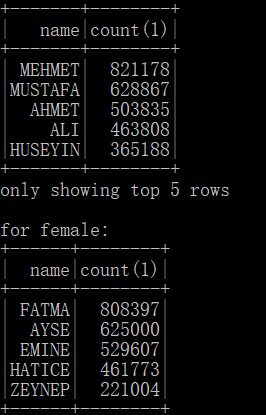 +-------+--------+
|   name|count(1)|
+-------+--------+
| MEHMET|  821178|
|MUSTAFA|  628867|
|  AHMET|  503835|
|    ALI|  463808|
|HUSEYIN|  365188|
+-------+--------+
only showing top 5 rows
for female:
+------+--------+
|  name|count(1)|
+------+--------+
| FATMA|  808397|
|  AYSE|  625000|
| EMINE|  529607|
|HATICE|  461773|
|ZEYNEP|  221004|
+------+--------+